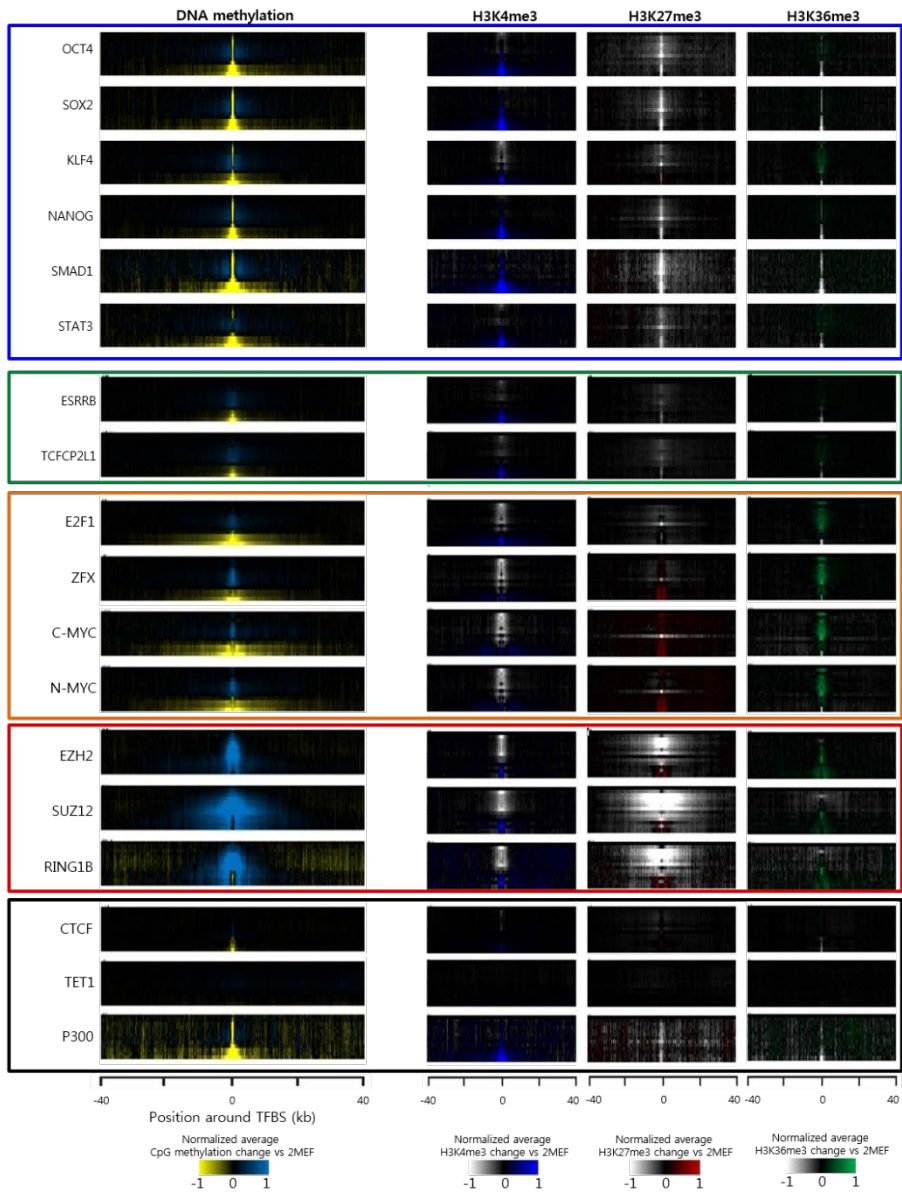 DNA methylation H3K4me3 H3K27me3 H3K36me3
OCT4
SOX2
KLF4
NANOG
SMAD1
STAT3
ESRRB
TCFCP2L1
E2F1
ZFX
C-MYC
N-MYC
EZH2
SUZ12
RING1B
CTCF
TET1
P300
-40 0 40 -40 0 40 -40 0 40 -40 0 40
Position around TFBS (kb)
Normalized average
CpG methylation change vs 2MEF
-1 0 1
Normalized average
H3K4me3 change vs 2MEF
-1 0 1
Normalized average
H3K27me3 change vs 2MEF
-1 0 1
Normalized average
H3K36me3 change vs 2MEF
-1 0 1